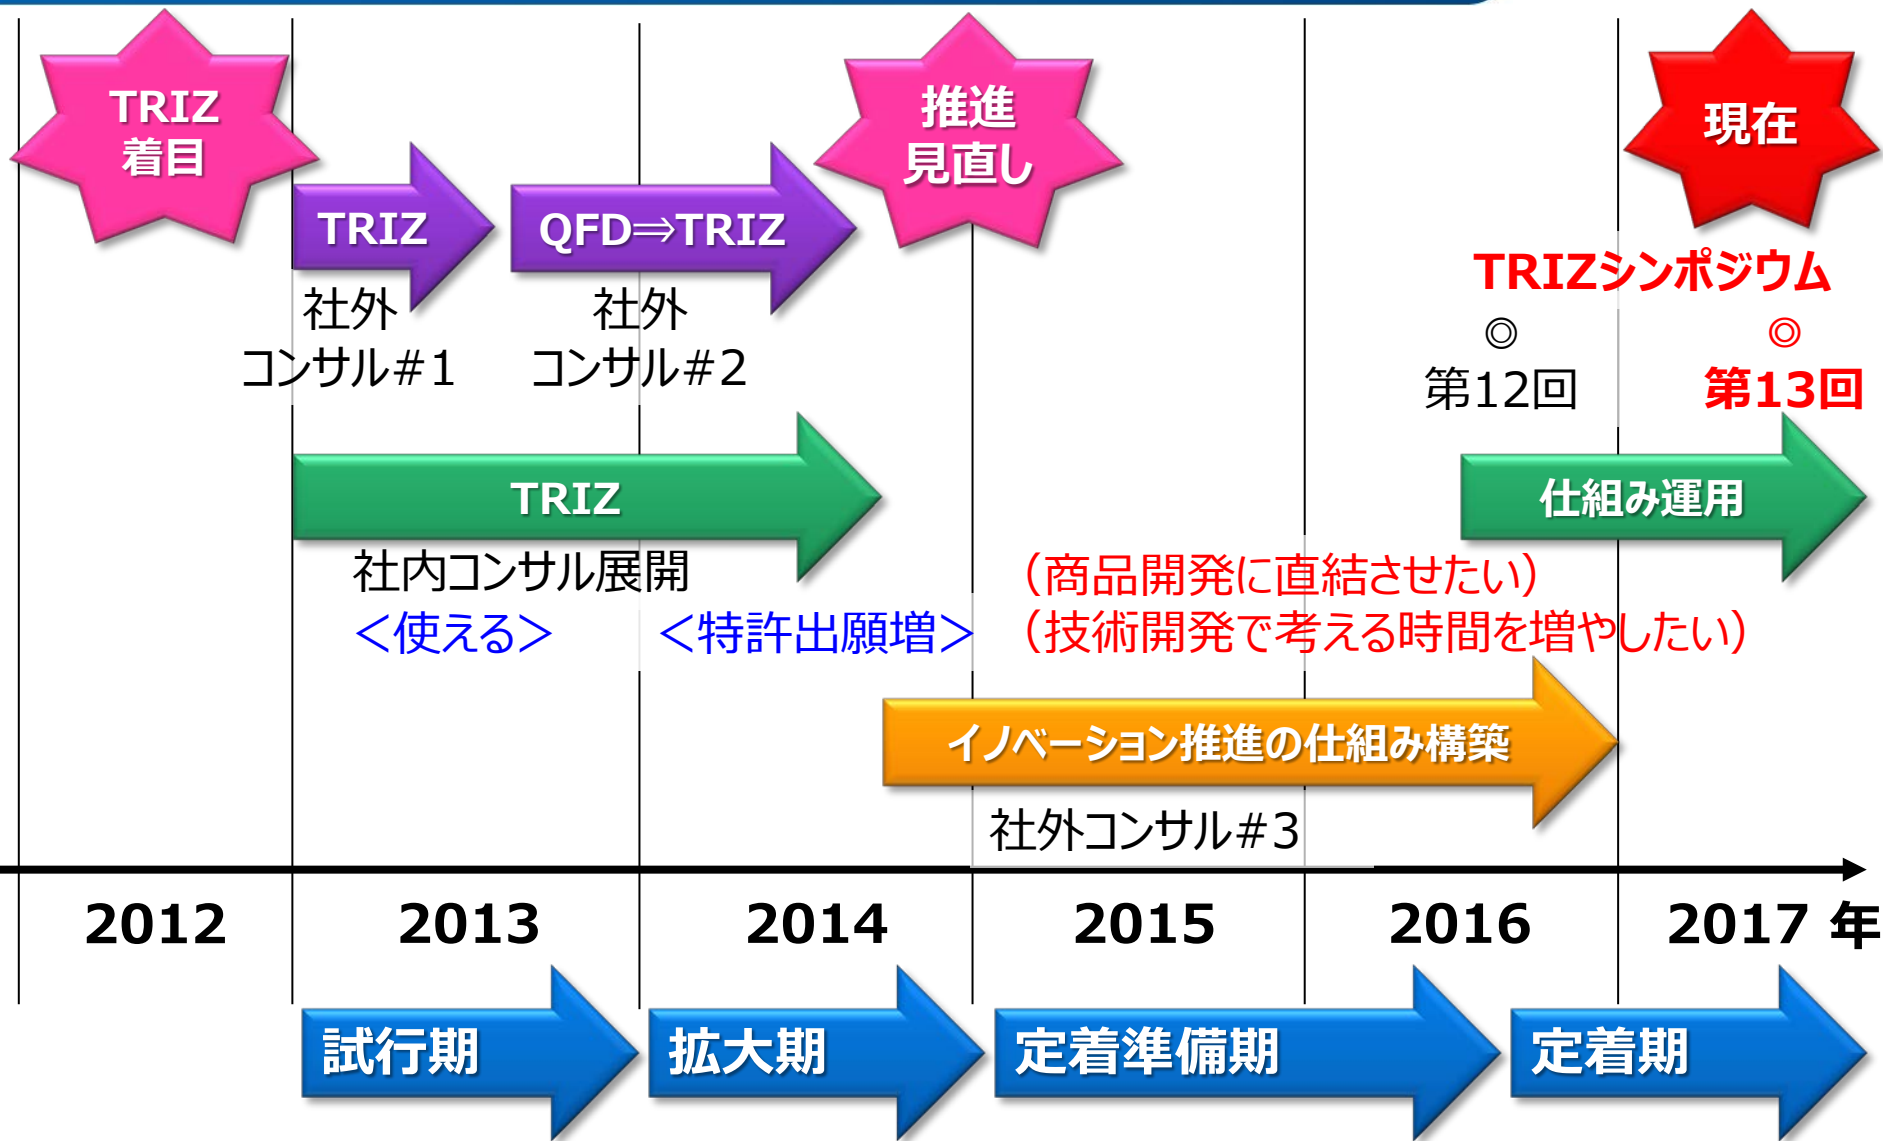 TRIZ
着目
推進
見直し
現在
TRIZ
QFD⇒TRIZ
社外
コンサル#1
社外
コンサル#2
TRIZシンポジウム
◎
◎
第12回
第13回
TRIZ
仕組み運用
社内コンサル展開
<使える>
<特許出願増>
(商品開発に直結させたい)
(技術開発で考える時間を増やしたい)
イノベーション推進の仕組み構築
社外コンサル#3
2012
2013
2014
2015
2016
2017 年
試行期
拡大期
定着準備期
定着期